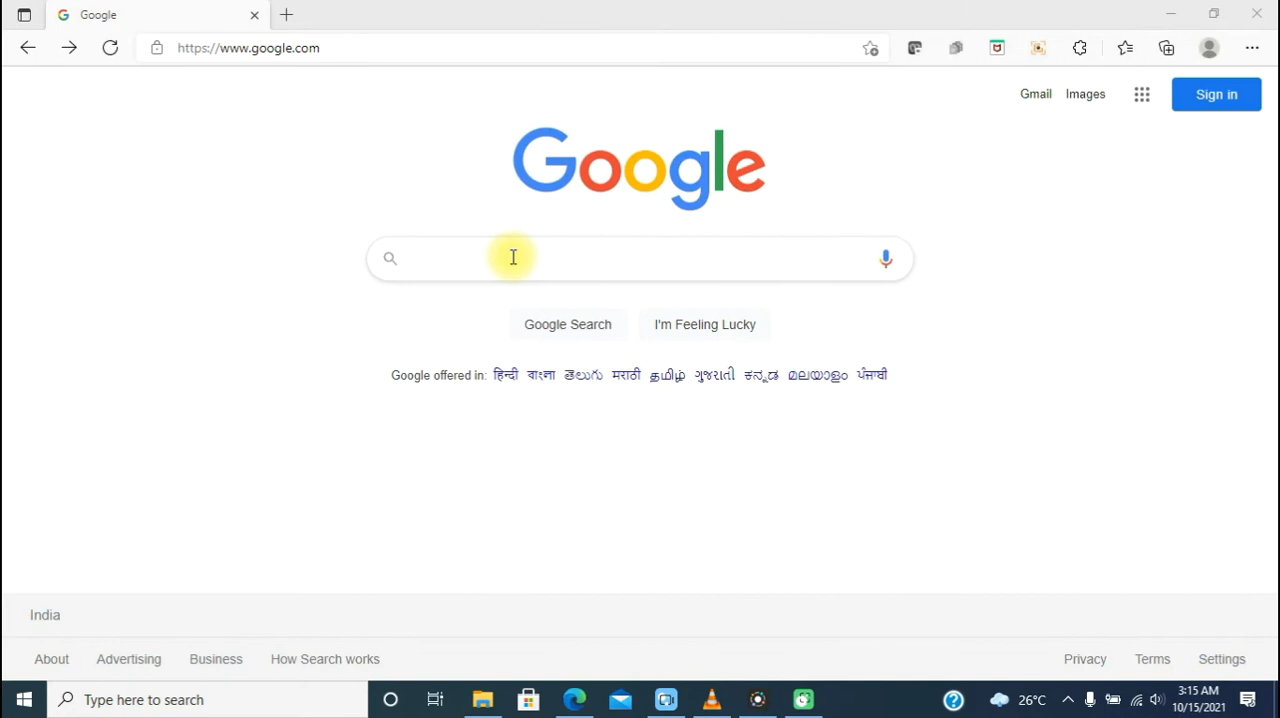 Google
https://www.google.com
Gmail Images Sign in
Google
Google Search I'm Feeling Lucky
Google offered in: हिन्दी বাংলা తెలుగు मराठी தமிழ் ગુજરાતી ಕನ್ನಡ മലയാളം ਪੰਜਾਬੀ
India
About Advertising Business How Search works Privacy Terms Settings
Type here to search 26°C 3:15 AM
10/15/2021